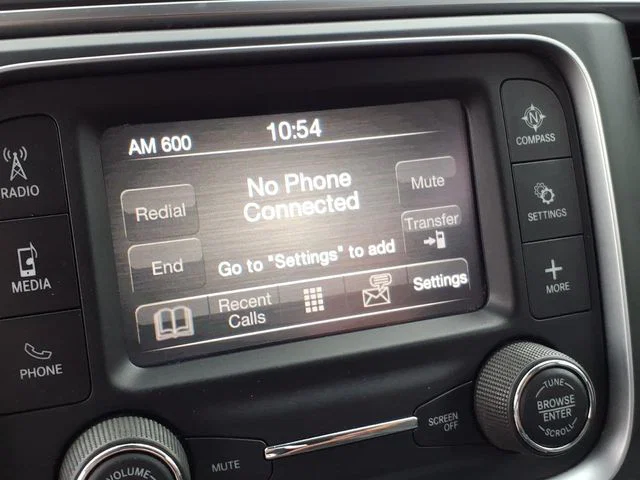 AM 600
10:54
No Phone
Connected
Redial
Mute
Transfer
End
Go to "Settings" to add
Recent
Calls
Settings
RADIO
MEDIA
PHONE
COMPASS
SETTINGS
+
MORE
VOLUME
MUTE
SCREEN
OFF
TUNE
BROWSE
ENTER
SCROLL